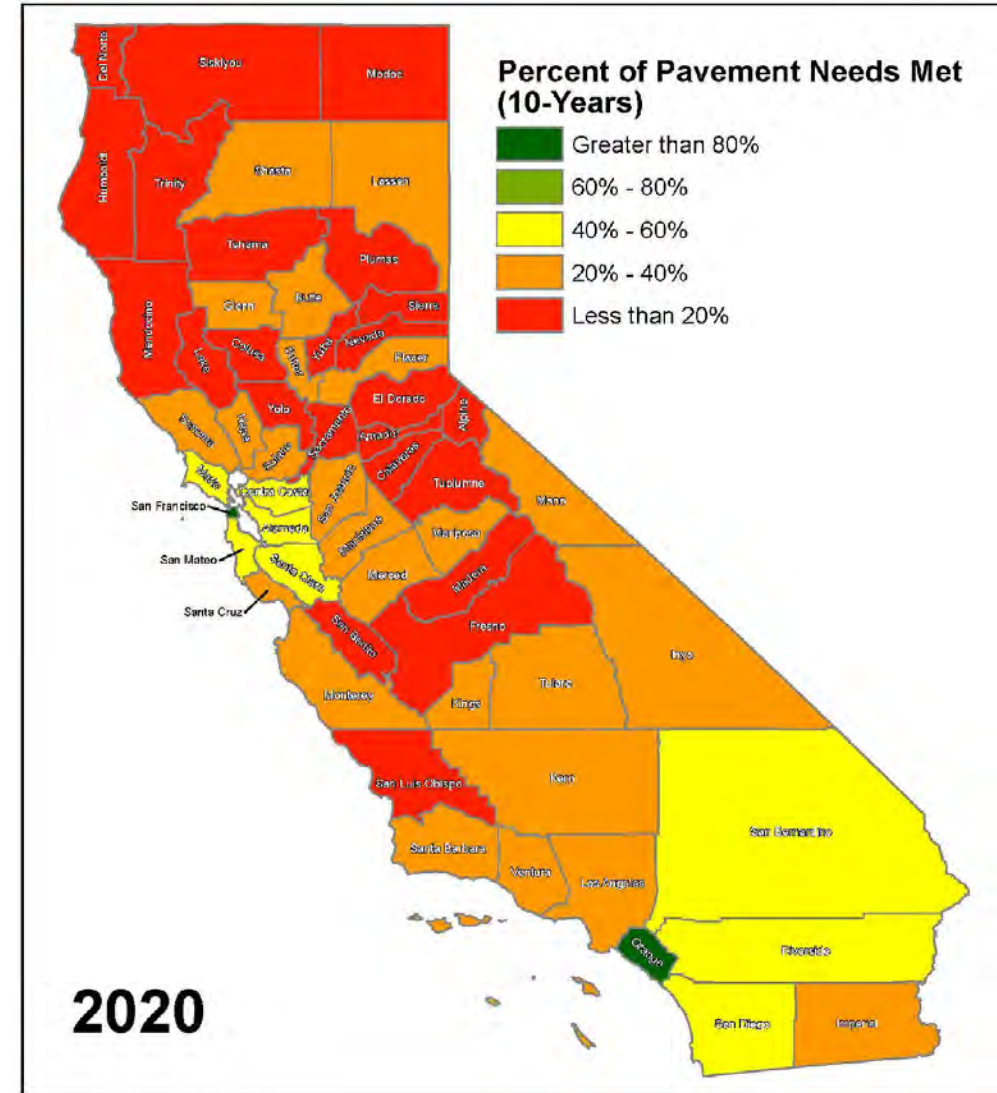 Percent of Pavement Needs Met
(10-Years)
Greater than 80%
60% - 80%
40% - 60%
20% - 40%
Less than 20%
Del Norte
Siskiyou
Modoc
Humboldt
Trinity
Shasta
Lassen
Tehama
Plumas
Mendocino
Glenn
Butte
Sierra
Lake
Colusa
Sutter
Yuba
Nevada
Placer
Yolo
El Dorado
Sonoma
Napa
Solano
Sacramento
Amador
Alpine
Calaveras
Tuolumne
Mono
Marin
Contra Costa
San Joaquin
San Francisco
Alameda
Stanislaus
Mariposa
San Mateo
Santa Clara
Merced
Madera
Santa Cruz
San Benito
Fresno
Inyo
Monterey
Kings
Tulare
San Luis Obispo
Kern
San Bernardino
Santa Barbara
Ventura
Los Angeles
Orange
Riverside
San Diego
Imperial
2020